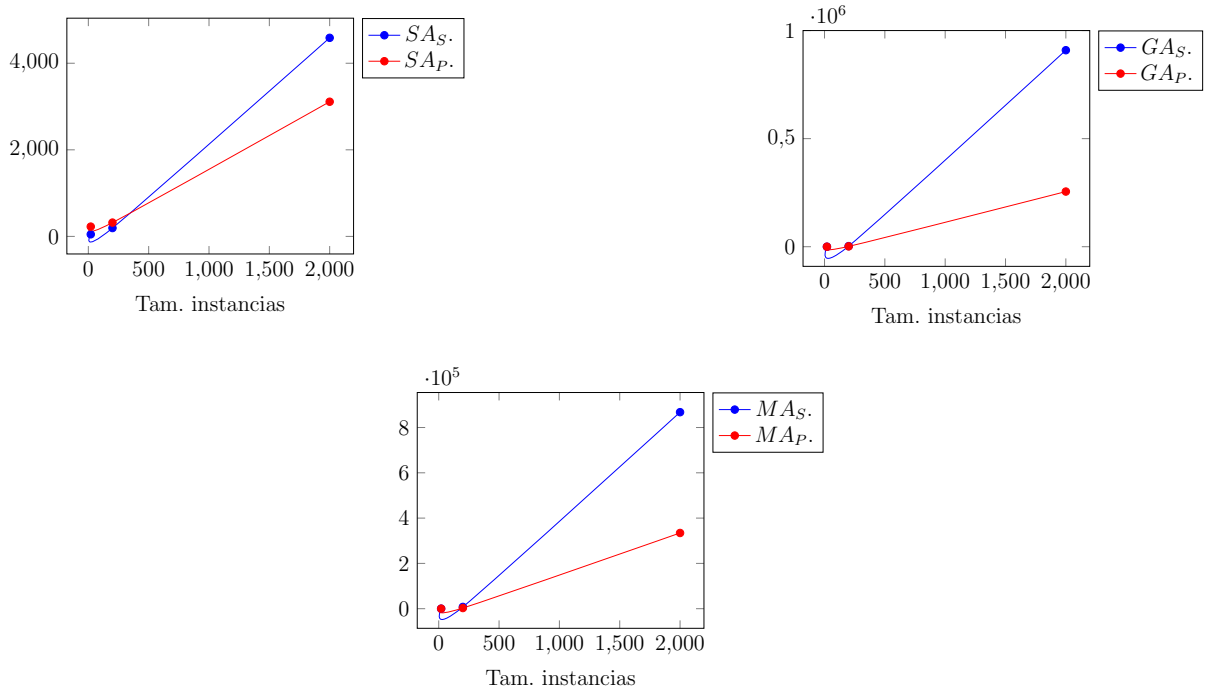 4,000
2,000
0
0 500 1,000 1,500 2,000
Tam. instancias
SA_S.
SA_P.
·10^6
1
0,5
0
0 500 1,000 1,500 2,000
Tam. instancias
GA_S.
GA_P.
·10^5
8
6
4
2
0
0 500 1,000 1,500 2,000
Tam. instancias
MA_S.
MA_P.